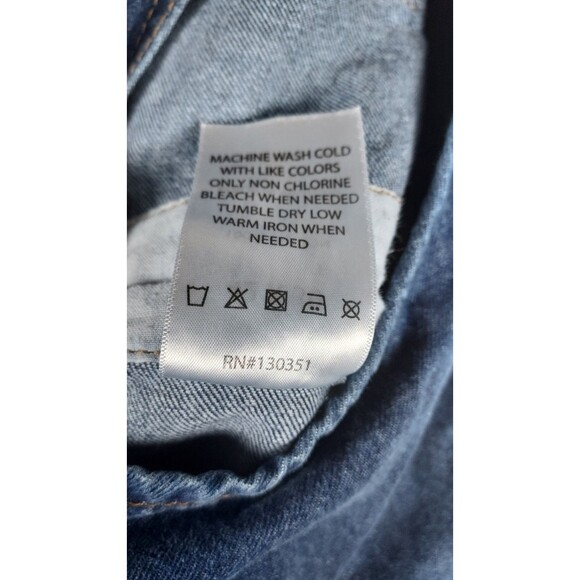 MACHINE WASH COLD
WITH LIKE COLORS
ONLY NON CHLORINE
BLEACH WHEN NEEDED
TUMBLE DRY LOW
WARM IRON WHEN
NEEDED
RN#130351